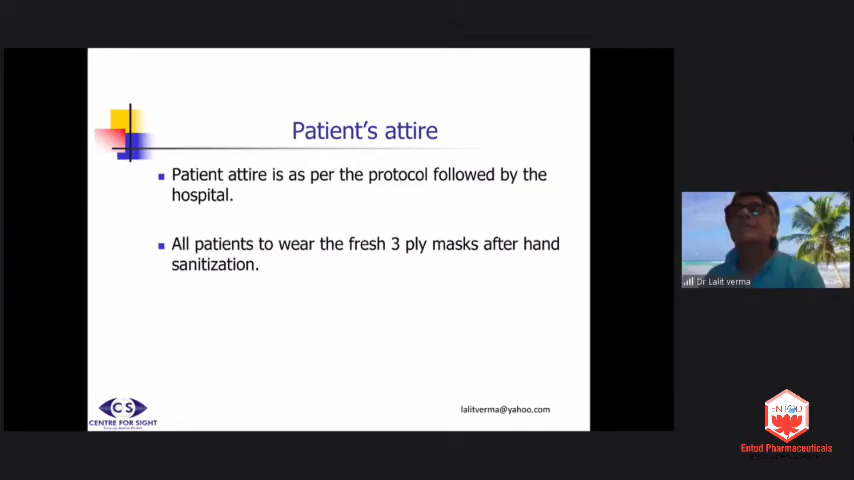 Patient's attire
Patient attire is as per the protocol followed by the
hospital.
All patients to wear the fresh 3 ply masks after hand
sanitization.
CS
CENTRE FOR SIGHT
lalitverma@yahoo.com
Dr Lalit verma
ENTOD
Entod Pharmaceuticals